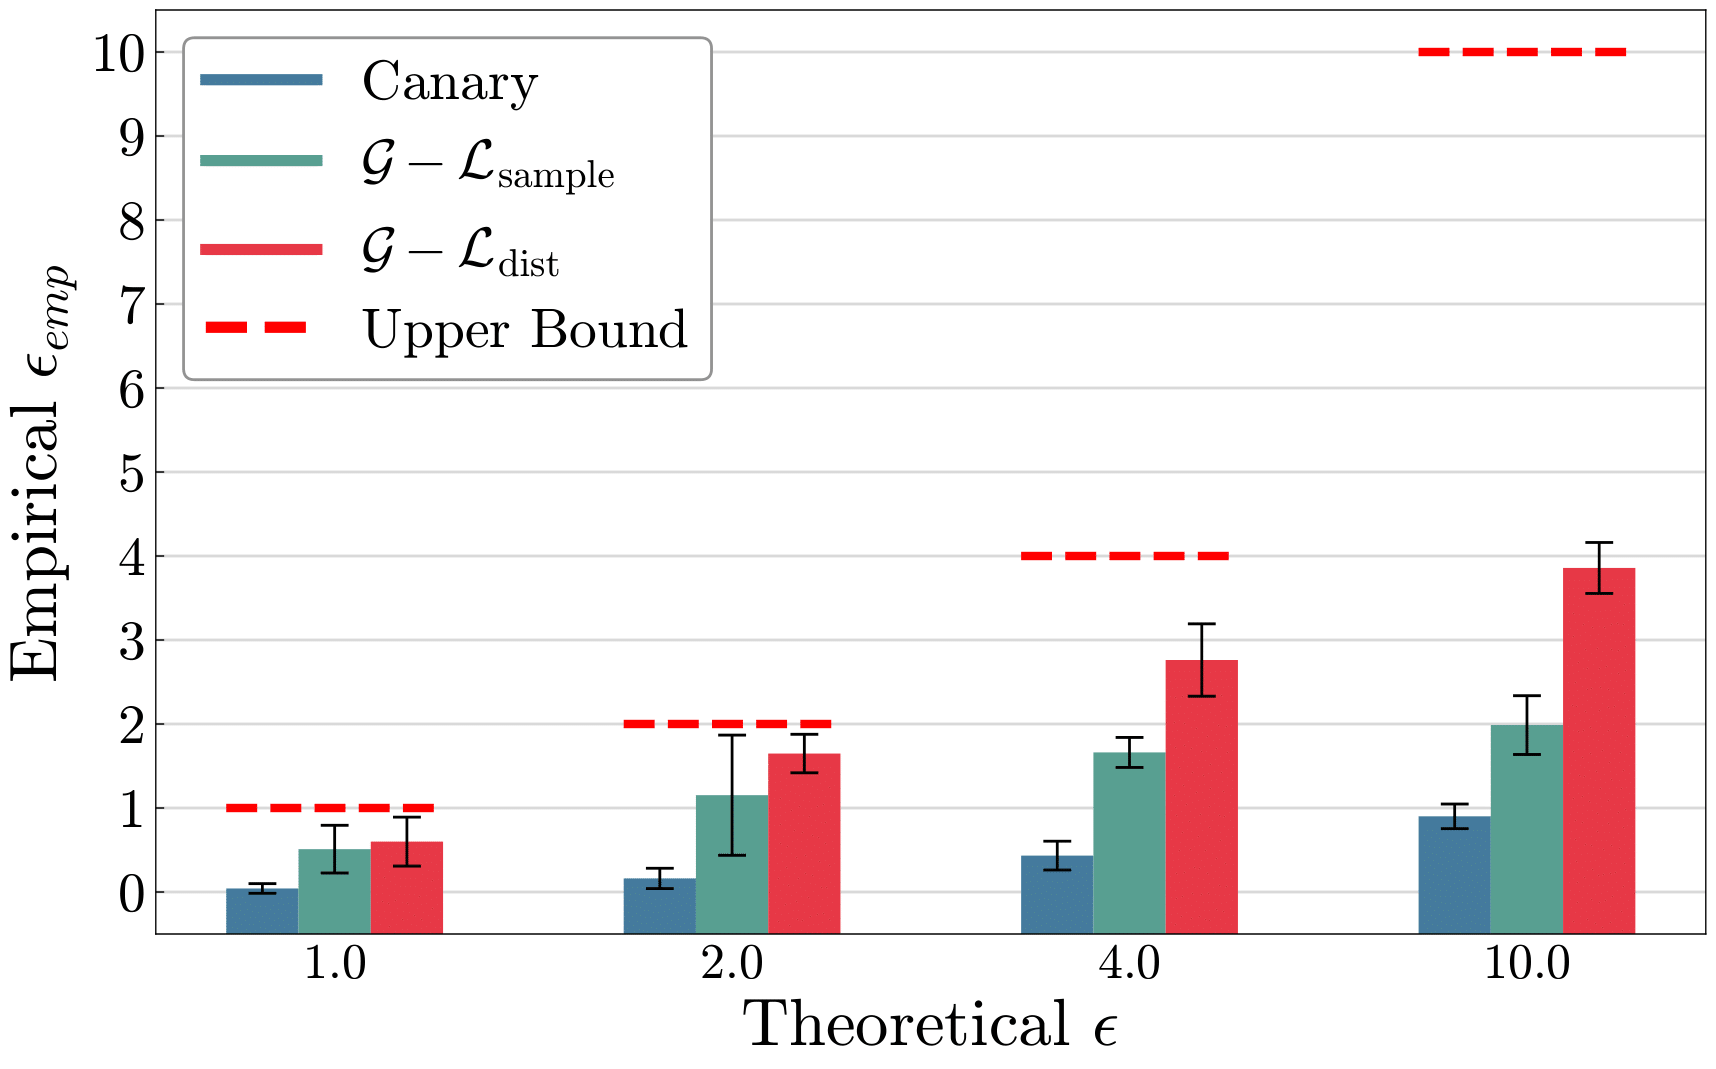 Canary
𝒢 − ℒ_sample
𝒢 − ℒ_dist
Upper Bound
Empirical ϵ_emp
10
9
8
7
6
5
4
3
2
1
0
1.0 2.0 4.0 10.0
Theoretical ϵ